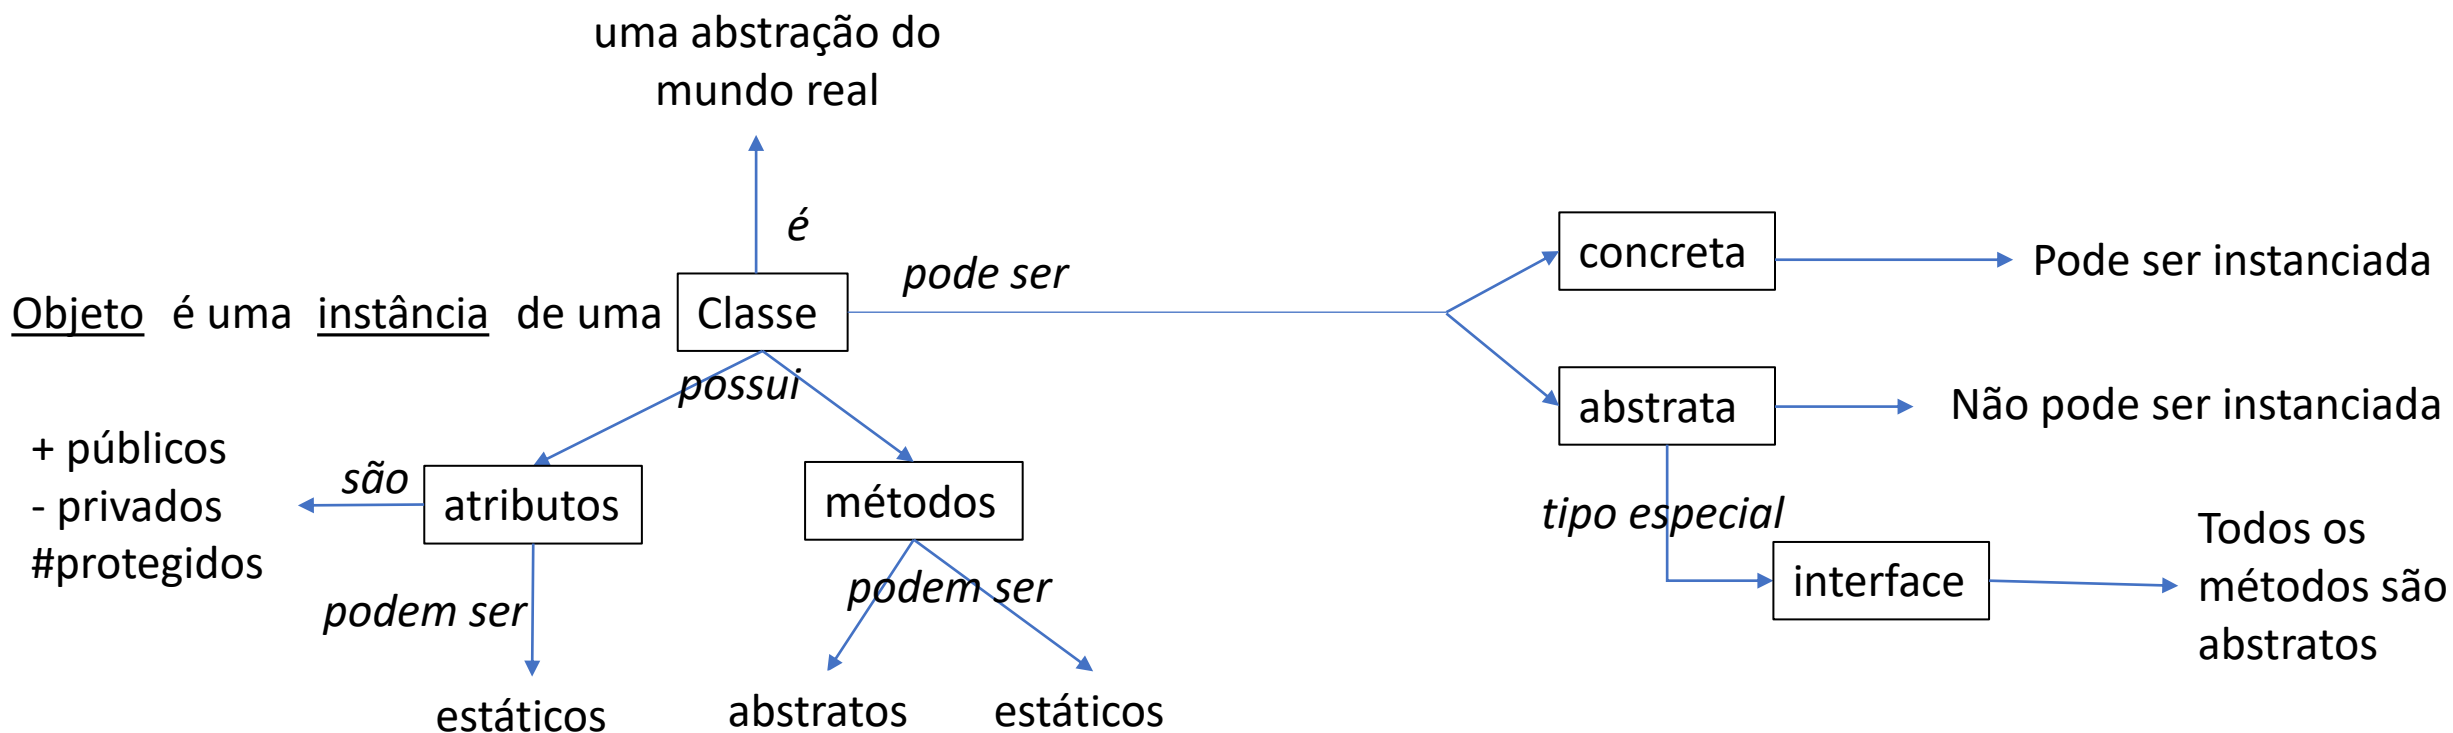 uma abstração do
mundo real
é
pode ser
Objeto é uma instância de uma Classe
possui
concreta
Pode ser instanciada
abstrata
Não pode ser instanciada
+ públicos
- privados
#protegidos
são
atributos
métodos
tipo especial
interface
Todos os
métodos são
abstratos
podem ser
podem ser
estáticos
abstratos
estáticos